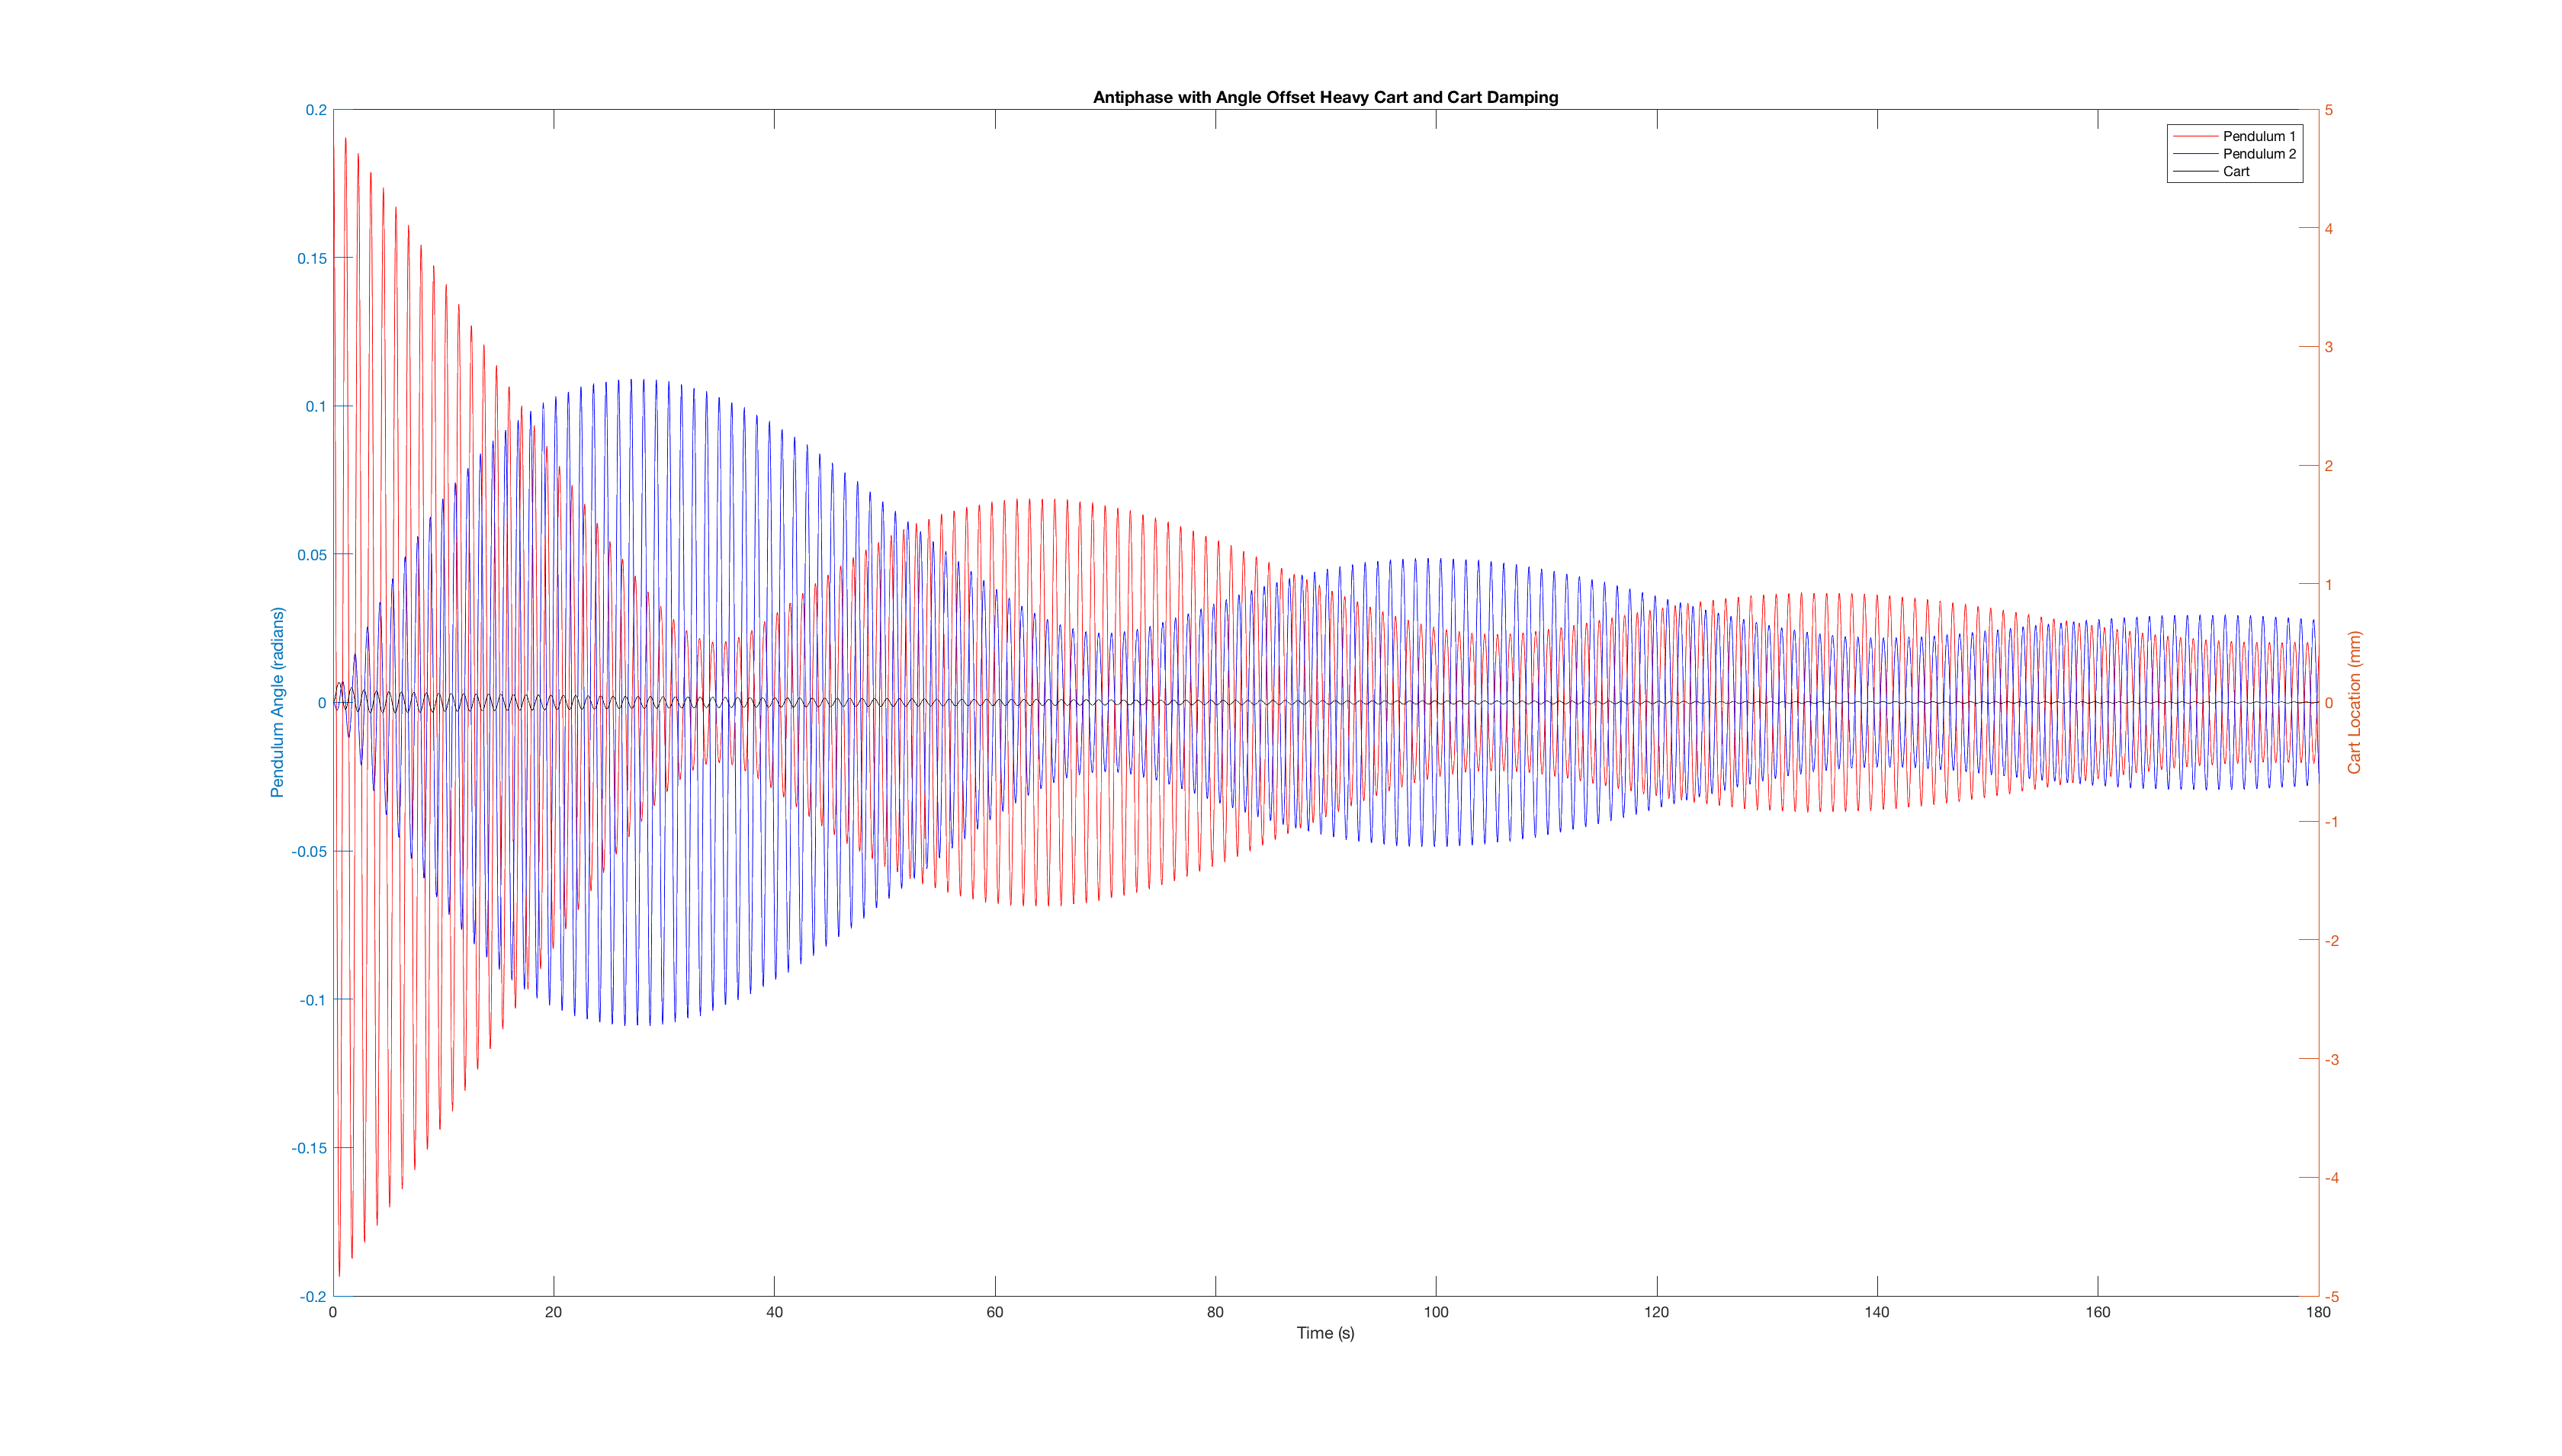 Antiphase with Angle Offset Heavy Cart and Cart Damping
Pendulum 1
Pendulum 2
Cart
Pendulum Angle (radians)
0.2
0.15
0.1
0.05
0
-0.05
-0.1
-0.15
-0.2
Cart Location (mm)
5
4
3
2
1
0
-1
-2
-3
-4
-5
0 20 40 60 80 100 120 140 160 180
Time (s)